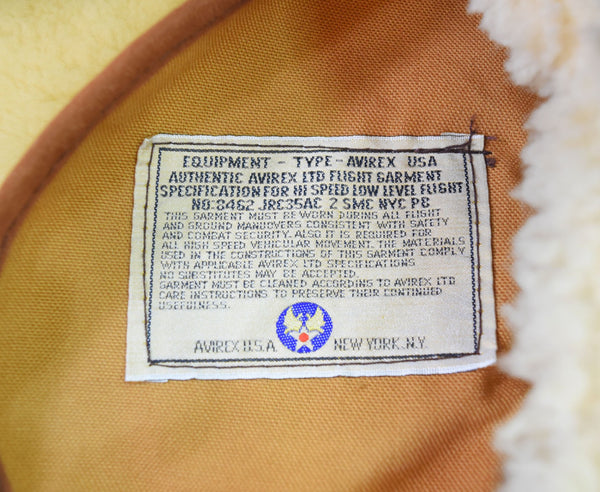 EQUIPMENT - TYPE - AVIREX USA
AUTHENTIC AVIREX LTD FLIGHT GARMENT
SPECIFICATION FOR HI SPEED LOW LEVEL FLIGHT
NO: 8462 JRC35AC 2 SMC NYC P8
THIS GARMENT MUST BE WORN DURING ALL FLIGHT
AND GROUND MANOUVERS CONSISTENT WITH SAFETY
AND COMBAT SECURITY. ALSO IT IS REQUIRED FOR
ALL HIGH SPEED VEHICULAR MOVEMENT. THE MATERIALS
USED IN THE CONSTRUCTIONS OF THIS GARMENT COMPLY
WITH APPLICABLE AVIREX LTD SPECIFICATIONS
NO SUBSTITUTES MAY BE ACCEPTED.
GARMENT MUST BE CLEANED ACCORDING TO AVIREX LTD
CARE INSTRUCTIONS TO PRESERVE THEIR CONTINUED
USEFULNESS.
AVIREX U.S.A. NEW YORK. N.Y.